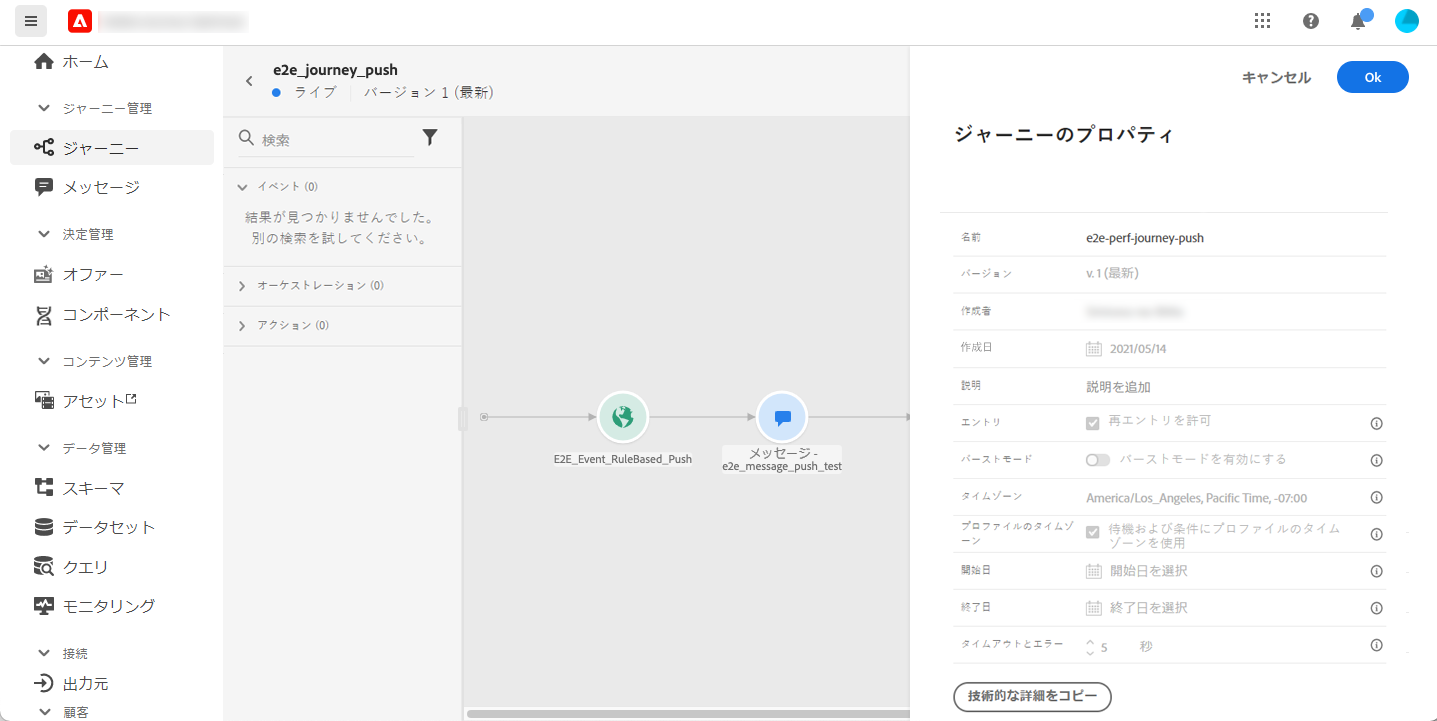 ホーム
ジャーニー管理
ジャーニー
メッセージ
決定管理
オファー
コンポーネント
コンテンツ管理
アセット
データ管理
スキーマ
データセット
クエリ
モニタリング
接続
出力元
顧客
e2e_journey_push
ライブ バージョン 1 (最新)
検索
イベント (0)
結果が見つかりませんでした。
別の検索を試してください。
オーケストレーション (0)
アクション (0)
E2E_Event_RuleBased_Push
メッセージ -
e2e_message_push_test
キャンセル Ok
ジャーニーのプロパティ
名前 e2e-perf-journey-push
バージョン v. 1 (最新)
作成者
作成日 2021/05/14
説明 説明を追加
エントリ 再エントリを許可
バーストモード バーストモードを有効にする
タイムゾーン America/Los_Angeles, Pacific Time, -07:00
プロファイルのタイムゾ
ーン
待機および条件にプロファイルのタイム
ゾーンを使用
開始日 開始日を選択
終了日 終了日を選択
タイムアウトとエラー 5 秒
技術的な詳細をコピー